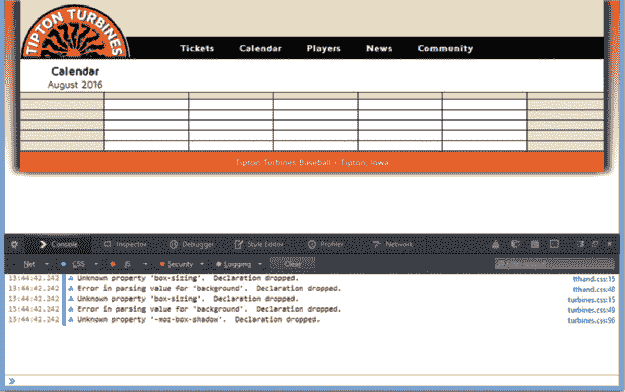 TIPTON TURBINES
Tickets Calendar Players News Community
Calendar
August 2016
Tipton Turbines Baseball • Tipton, Iowa
Console Inspector Debugger Style Editor Profiler Network
Net CSS JS Security Logging Clear
13:44:42.242 Unknown property 'box-sizing'. Declaration dropped. tthand.css:15
13:44:42.242 Error in parsing value for 'background'. Declaration dropped. tthand.css:48
13:44:42.242 Unknown property 'box-sizing'. Declaration dropped. turbines.css:15
13:44:42.242 Error in parsing value for 'background'. Declaration dropped. turbines.css:49
13:44:42.242 Unknown property '-moz-box-shadow'. Declaration dropped. turbines.css:96